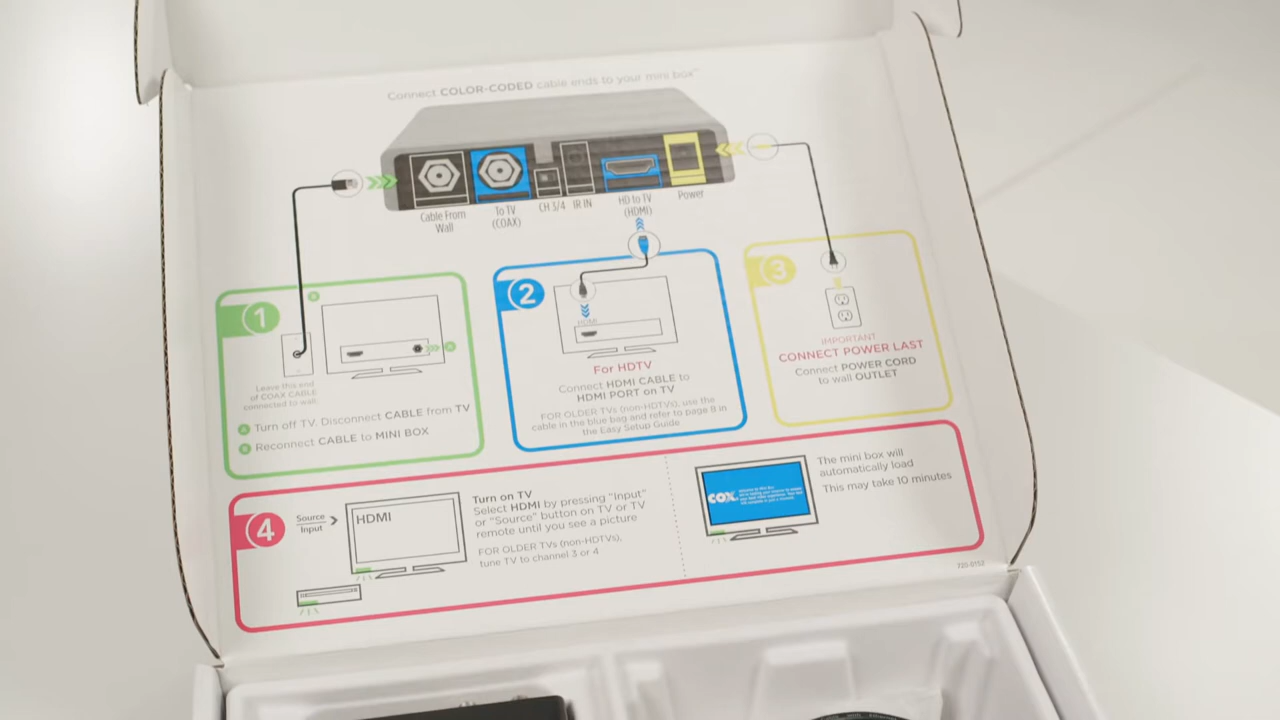 Connect COLOR-CODED cable ends to your mini box™
Cable From
Wall
To TV
(COAX)
CH 3/4
IR IN
HD to TV
(HDMI)
Power
1
B
A
Leave this end
of COAX CABLE
connected to wall.
A Turn off TV. Disconnect CABLE from TV
B Reconnect CABLE to MINI BOX
2
HDMI
For HDTV
Connect HDMI CABLE to
HDMI PORT on TV
FOR OLDER TVs (non-HDTVs), use the
cable in the blue bag and refer to page 8 in
the Easy Setup Guide
3
IMPORTANT
CONNECT POWER LAST
Connect POWER CORD
to wall OUTLET
4
Source
Input
HDMI
Turn on TV
Select HDMI by pressing "Input"
or "Source" button on TV or TV
remote until you see a picture
FOR OLDER TVs (non-HDTVs),
tune TV to channel 3 or 4
COX
The mini box will
automatically load
This may take 10 minutes